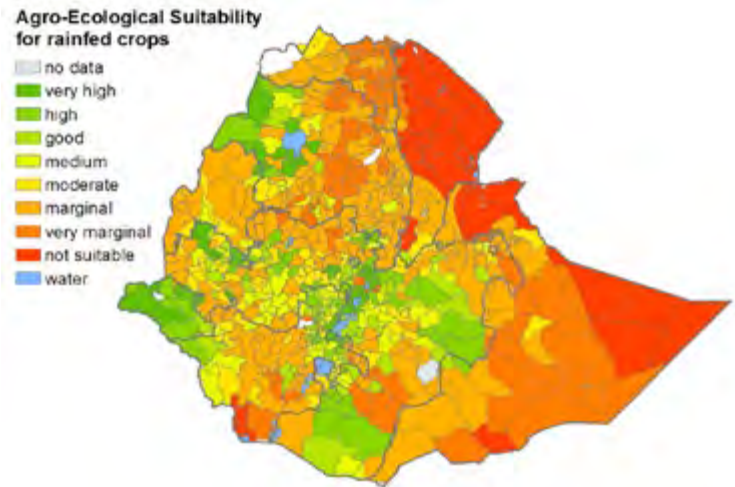 Agro-Ecological Suitability
for rainfed crops
no data
very high
high
good
medium
moderate
marginal
very marginal
not suitable
water